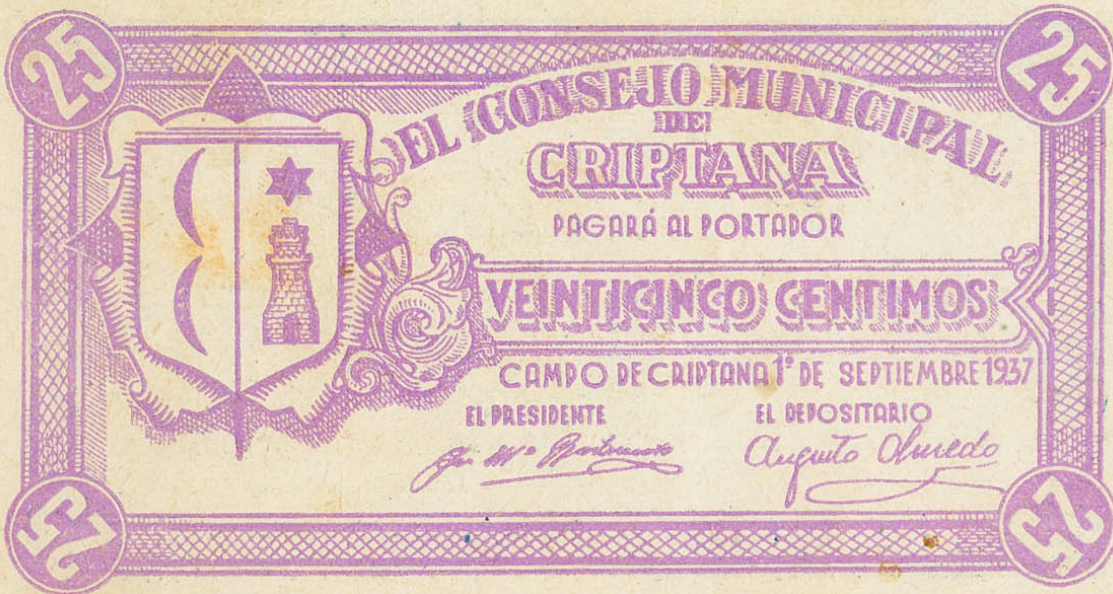 25 25
EL CONSEJO MUNICIPAL
DE
CRIPTANA
PAGARÁ AL PORTADOR
VEINTICINCO CENTIMOS
CAMPO DE CRIPTANA 1º DE SEPTIEMBRE 1937
EL PRESIDENTE EL DEPOSITARIO
Mª Augusto Olmedo
25 25